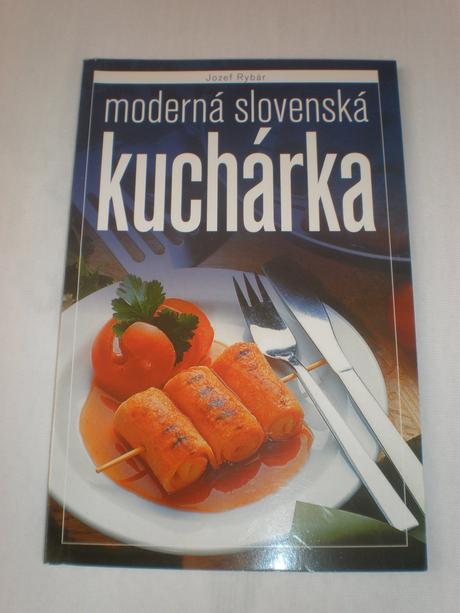 Jozef Rybár
moderná slovenská
kuchárka